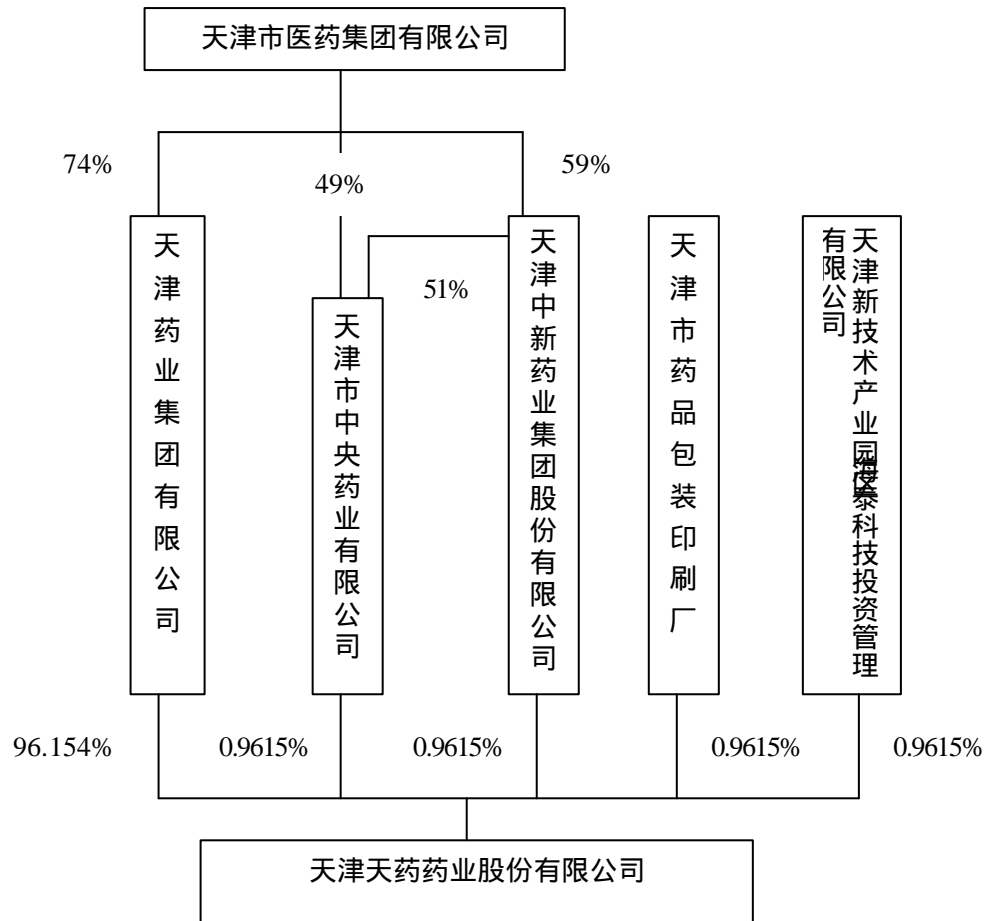 天津市医药集团有限公司
74%
49%
59%
51%
天津药业集团有限公司
天津市中央药业有限公司
天津中新药业集团股份有限公司
天津市药品包装印刷厂
天津新技术产业园区海泰科技投资管理
有限公司
96.154%
0.9615%
0.9615%
0.9615%
0.9615%
天津天药药业股份有限公司